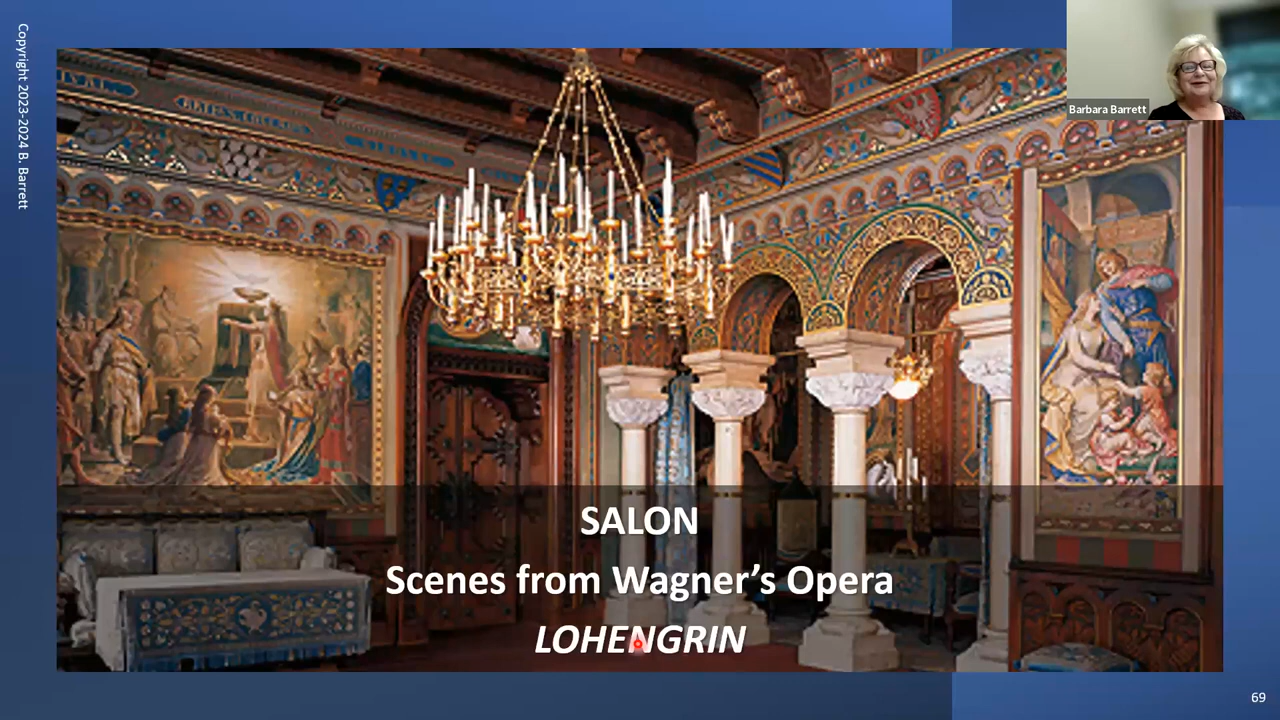 Copyright 2023-2024 B. Barrett
Barbara Barrett
SALON
Scenes from Wagner’s Opera
LOHENGRIN
69